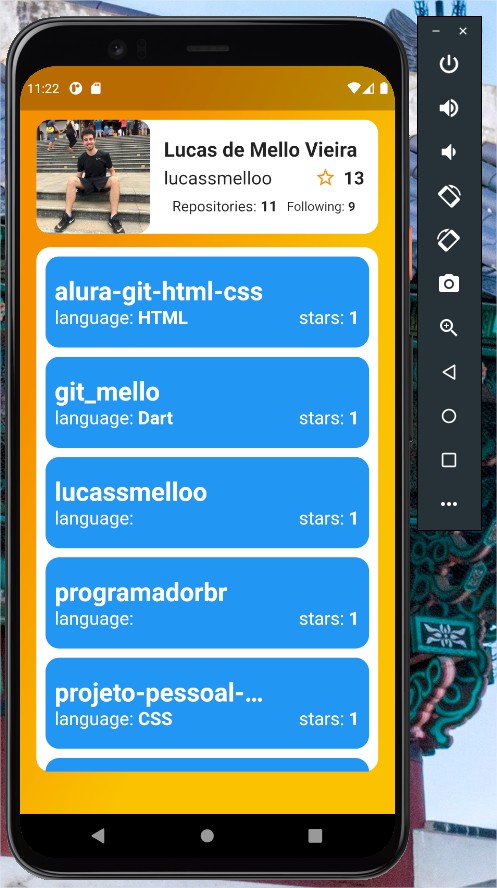 11:22
Lucas de Mello Vieira
lucassmelloo 13
Repositories: 11 Following: 9
alura-git-html-css
language: HTML stars: 1
git_mello
language: Dart stars: 1
lucassmelloo
language: stars: 1
programadorbr
language: stars: 1
projeto-pessoal-...
language: CSS stars: 1